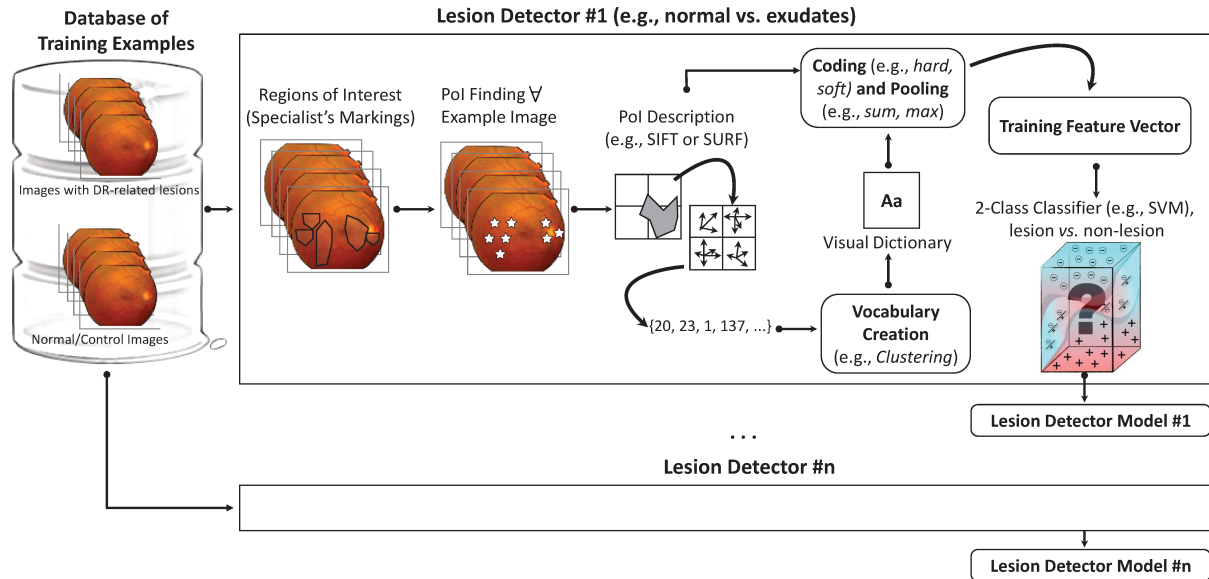 Database of
Training Examples
Images with DR-related lesions
Normal/Control Images
Lesion Detector #1 (e.g., normal vs. exudates)
Regions of Interest
(Specialist's Markings)
PoI Finding ∀
Example Image
PoI Description
(e.g., SIFT or SURF)
{20, 23, 1, 137, ...}
Vocabulary
Creation
(e.g., Clustering)
Aa
Visual Dictionary
Coding (e.g., hard,
soft) and Pooling
(e.g., sum, max)
Training Feature Vector
2-Class Classifier (e.g., SVM),
lesion vs. non-lesion
?
Lesion Detector Model #1
...
Lesion Detector #n
Lesion Detector Model #n